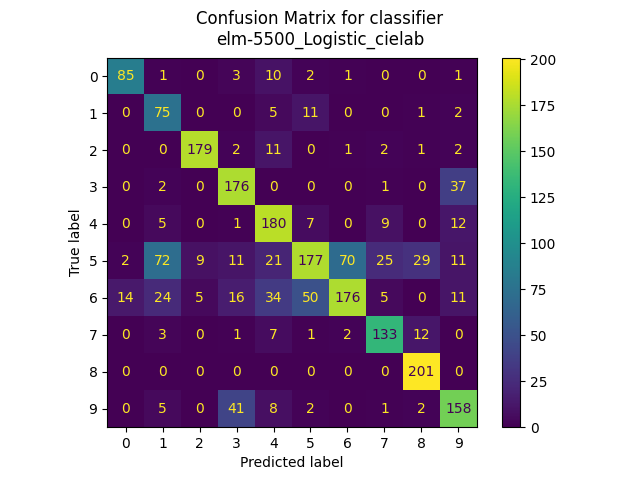 Confusion Matrix for classifier
elm-5500_Logistic_cielab
0 85 1 0 3 10 2 1 0 0 1
1 0 75 0 0 5 11 0 0 1 2
2 0 0 179 2 11 0 1 2 1 2
3 0 2 0 176 0 0 0 1 0 37
4 0 5 0 1 180 7 0 9 0 12
5 2 72 9 11 21 177 70 25 29 11
6 14 24 5 16 34 50 176 5 0 11
7 0 3 0 1 7 1 2 133 12 0
8 0 0 0 0 0 0 0 0 201 0
9 0 5 0 41 8 2 0 1 2 158
0 1 2 3 4 5 6 7 8 9
Predicted label
True label
200
175
150
125
100
75
50
25
0